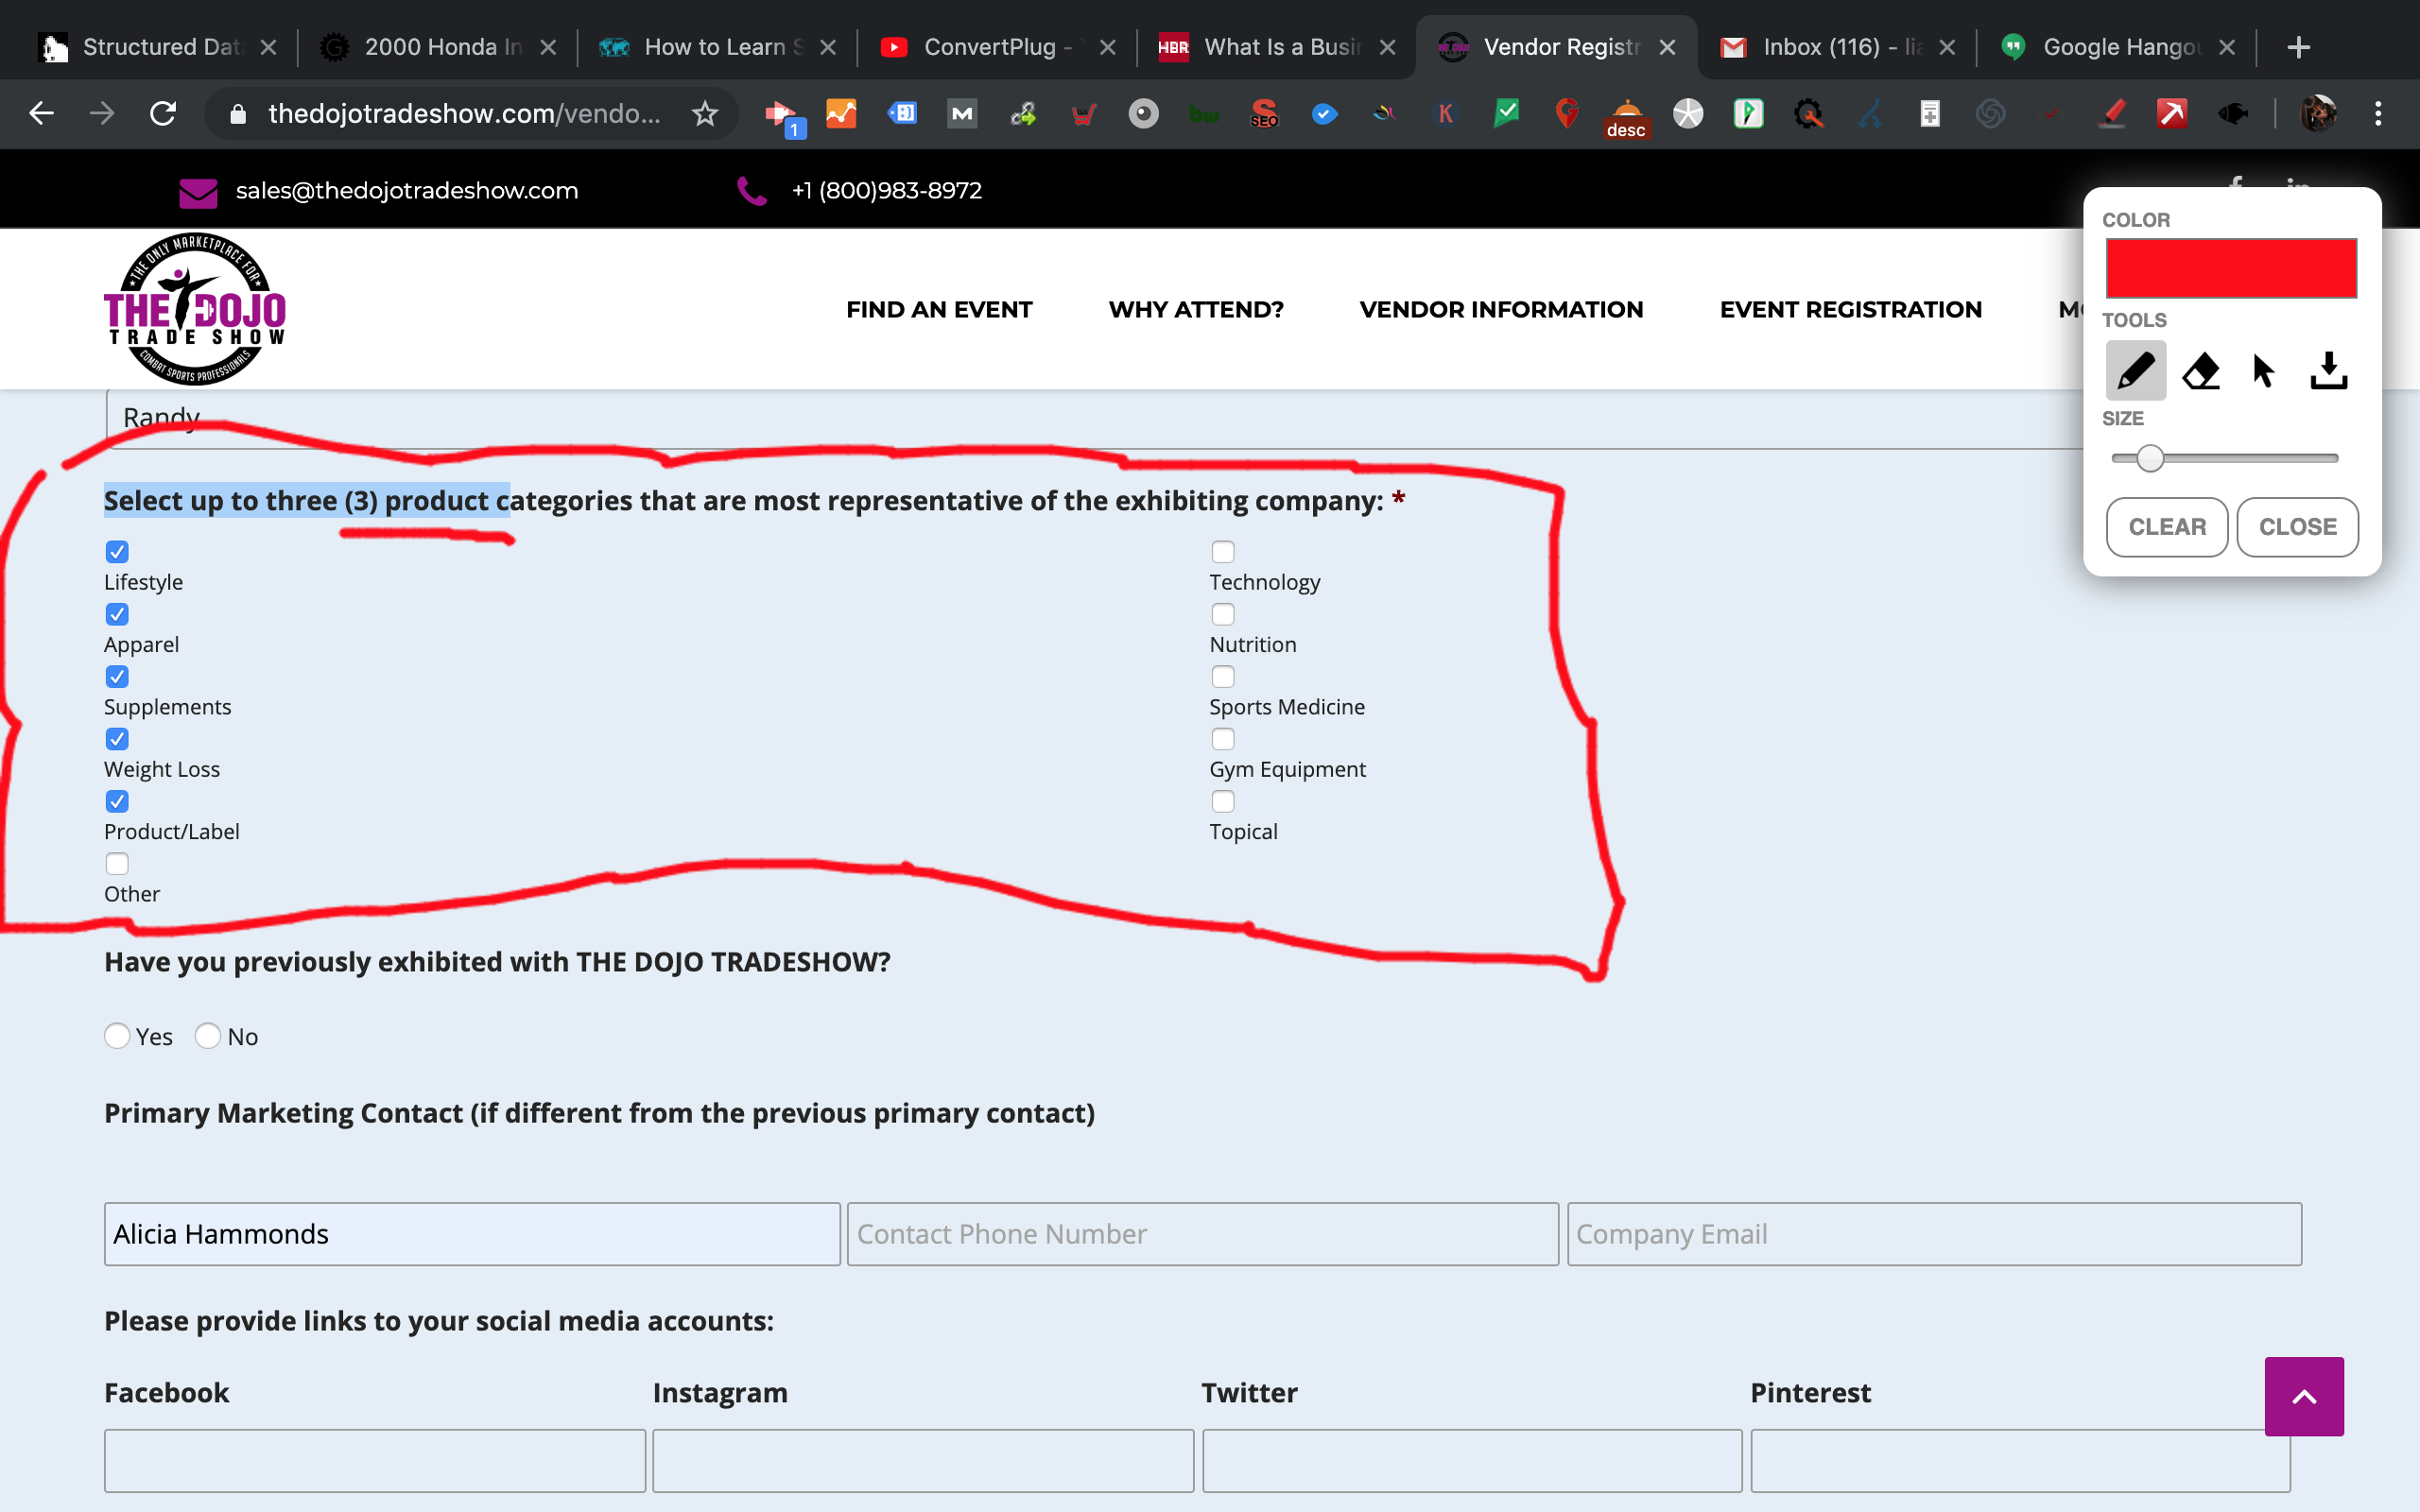 Structured Dat
2000 Honda In
How to Learn S
ConvertPlug -
HBR What Is a Busin
Vendor Registr
Inbox (116) - lia
Google Hangou
thedojotradeshow.com/vendo...
1
M
bw
SEO
K
desc
sales@thedojotradeshow.com
+1 (800)983-8972
THE ONLY MARKETPLACE FOR
THE DOJO
TRADE SHOW
COMBAT SPORTS PROFESSIONALS
FIND AN EVENT
WHY ATTEND?
VENDOR INFORMATION
EVENT REGISTRATION
COLOR
TOOLS
SIZE
CLEAR
CLOSE
Randy
Select up to three (3) product categories that are most representative of the exhibiting company: *
Lifestyle
Technology
Apparel
Nutrition
Supplements
Sports Medicine
Weight Loss
Gym Equipment
Product/Label
Topical
Other
Have you previously exhibited with THE DOJO TRADESHOW?
Yes No
Primary Marketing Contact (if different from the previous primary contact)
Alicia Hammonds
Contact Phone Number
Company Email
Please provide links to your social media accounts:
Facebook
Instagram
Twitter
Pinterest